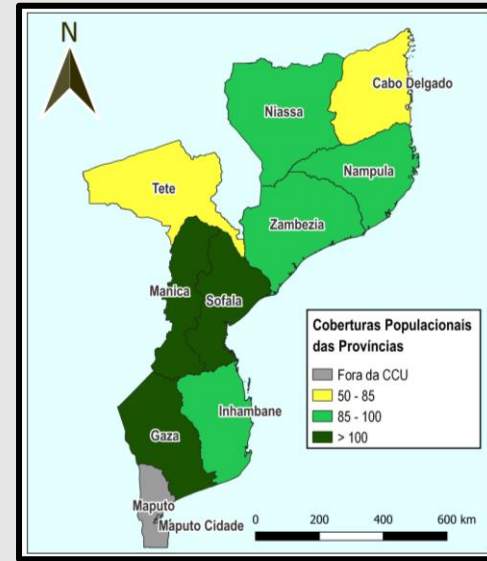 N
Cabo Delgado
Niassa
Nampula
Tete
Zambezia
Manica
Sofala
Coberturas Populacionais
das Províncias
Fora da CCU
50 - 85
85 - 100
> 100
Inhambane
Gaza
Maputo
Maputo Cidade
0 200 400 600 km